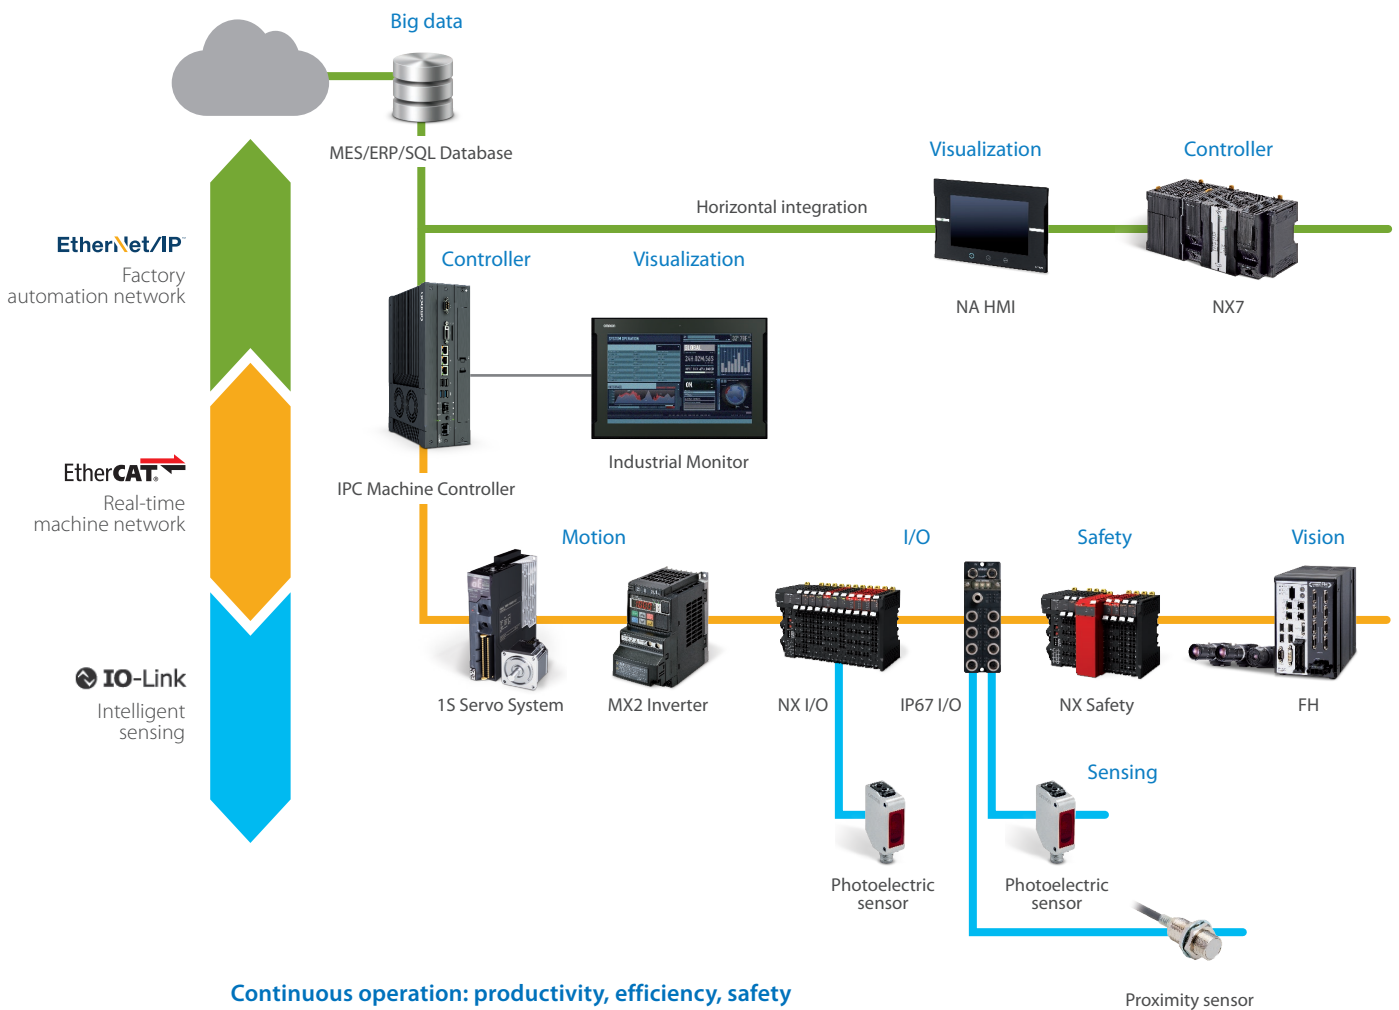 Big data
MES/ERP/SQL Database
Visualization
Controller
Horizontal integration
EtherNet/IP
Factory
automation network
Controller
Visualization
NA HMI
NX7
SYSTEM OPERATION
GLOBAL
Industrial Monitor
EtherCAT®
Real-time
machine network
IPC Machine Controller
Motion
I/O
Safety
Vision
IO-Link
Intelligent
sensing
1S Servo System
MX2 Inverter
NX I/O
IP67 I/O
NX Safety
FH
Sensing
Photoelectric
sensor
Photoelectric
sensor
Continuous operation: productivity, efficiency, safety
Proximity sensor